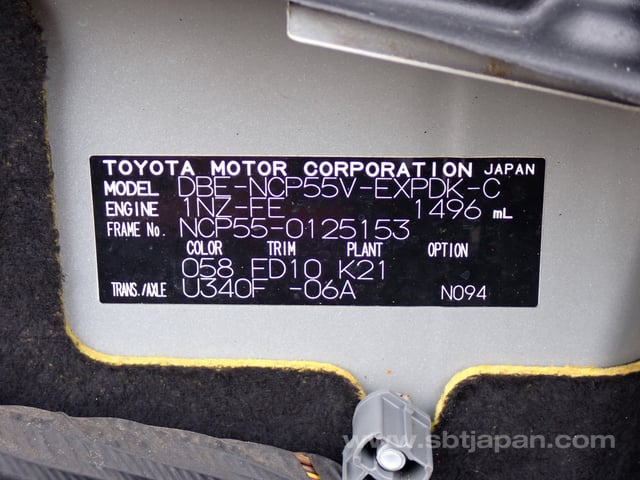 TOYOTA MOTOR CORPORATION JAPAN
MODEL DBE-NCP55V-EXPDK-C
ENGINE 1NZ-FE 1496 mL
FRAME No. NCP55-0125153
COLOR TRIM PLANT OPTION
058 FD10 K21
TRANS./AXLE U340F -06A N094
www.sbtjapan.com